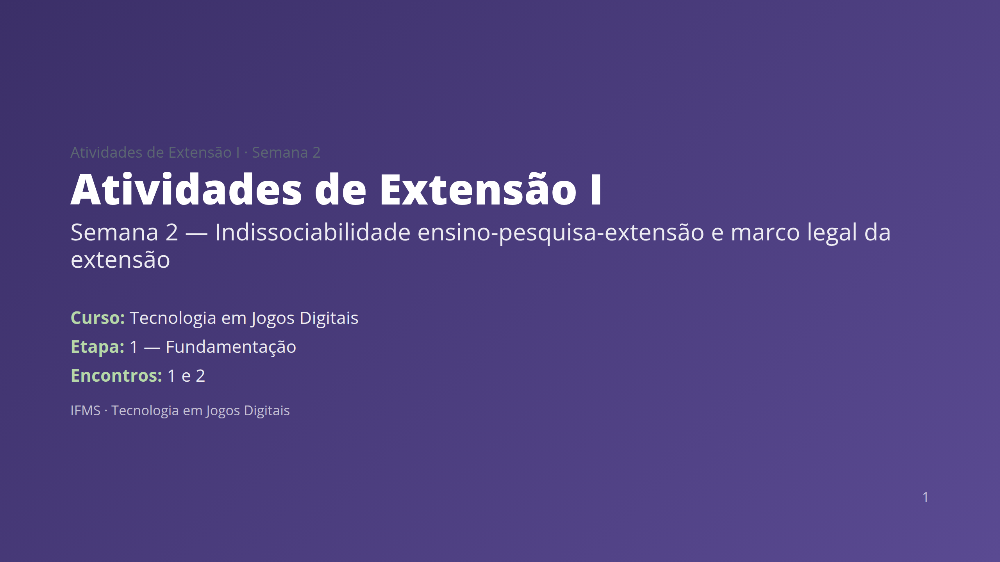 Atividades de Extensão I · Semana 2
Atividades de Extensão I
Semana 2 — Indissociabilidade ensino-pesquisa-extensão e marco legal da
extensão
Curso: Tecnologia em Jogos Digitais
Etapa: 1 — Fundamentação
Encontros: 1 e 2
IFMS · Tecnologia em Jogos Digitais
1